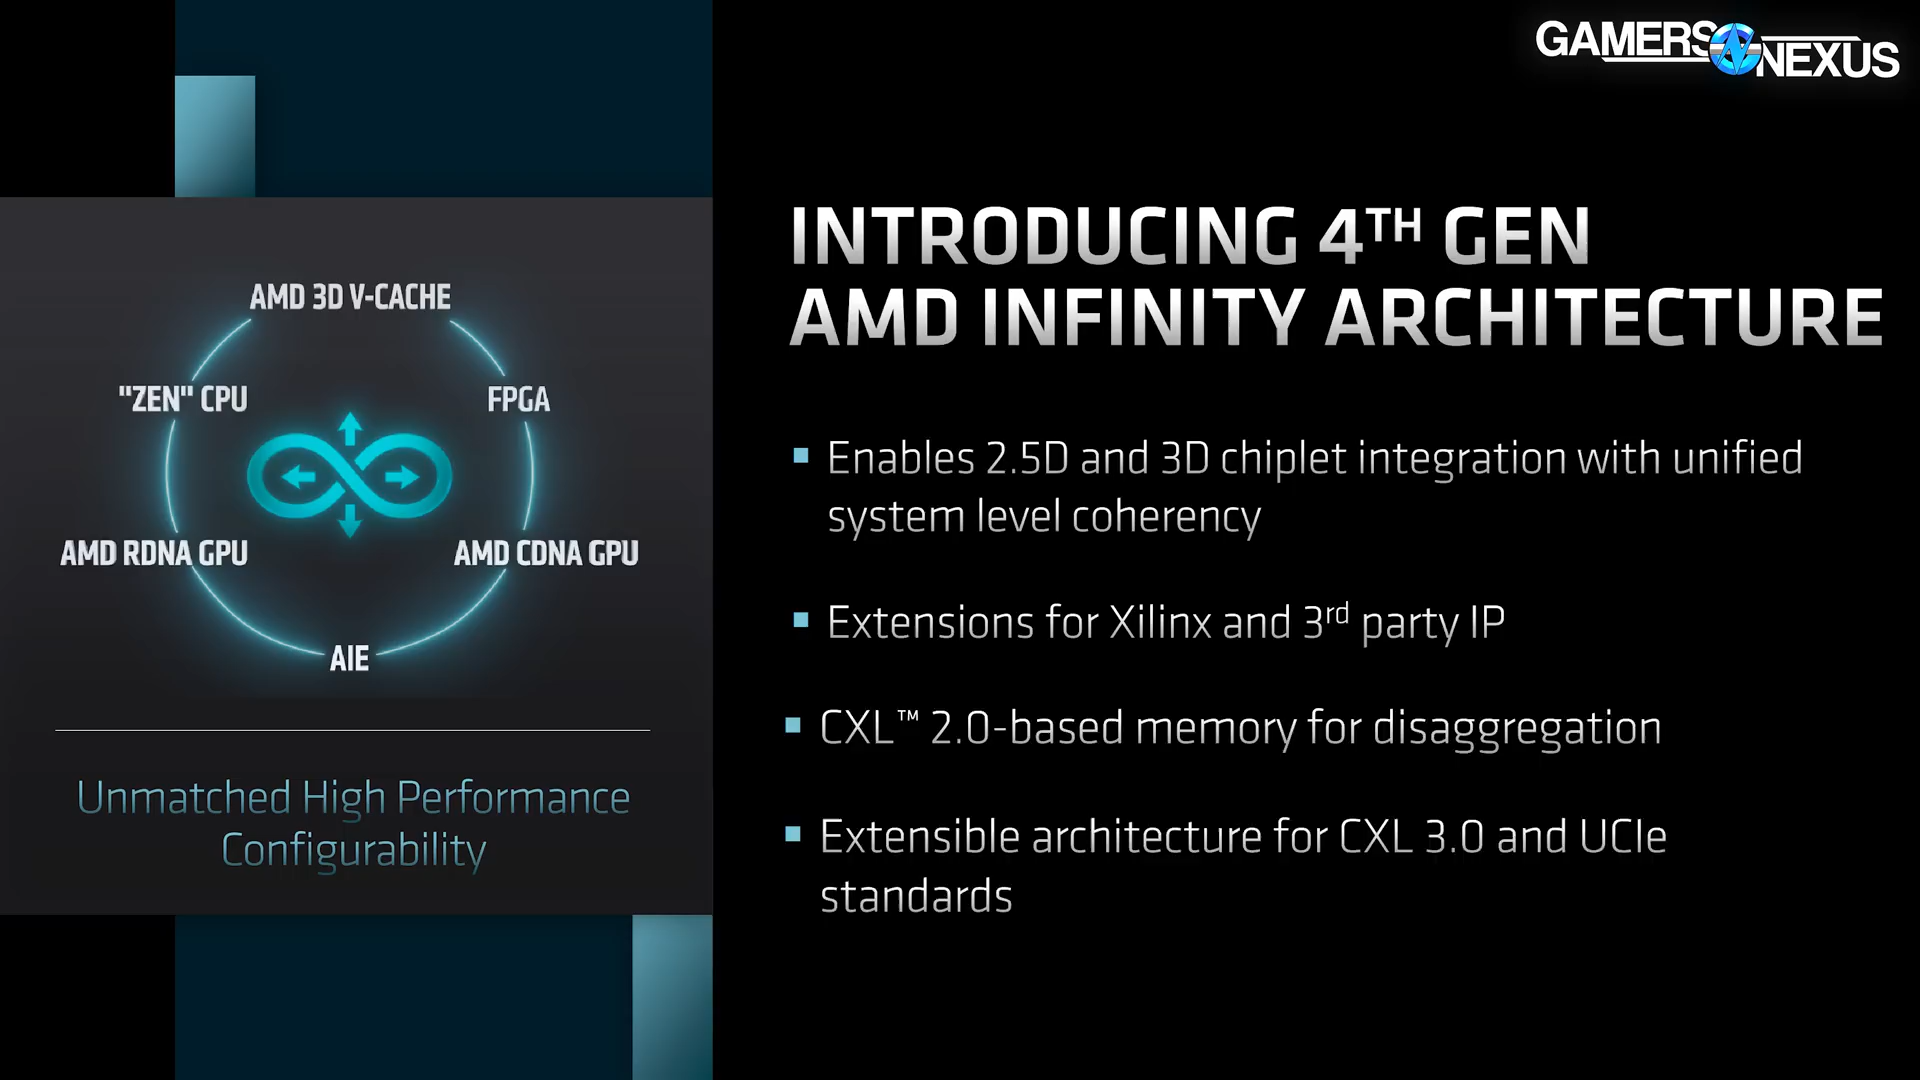 GAMERS NEXUS
AMD 3D V-CACHE
"ZEN" CPU
FPGA
AMD RDNA GPU
AMD CDNA GPU
AIE
Unmatched High Performance
Configurability
INTRODUCING 4TH GEN
AMD INFINITY ARCHITECTURE
▪ Enables 2.5D and 3D chiplet integration with unified
system level coherency
▪ Extensions for Xilinx and 3rd party IP
▪ CXL™ 2.0-based memory for disaggregation
▪ Extensible architecture for CXL 3.0 and UCIe
standards